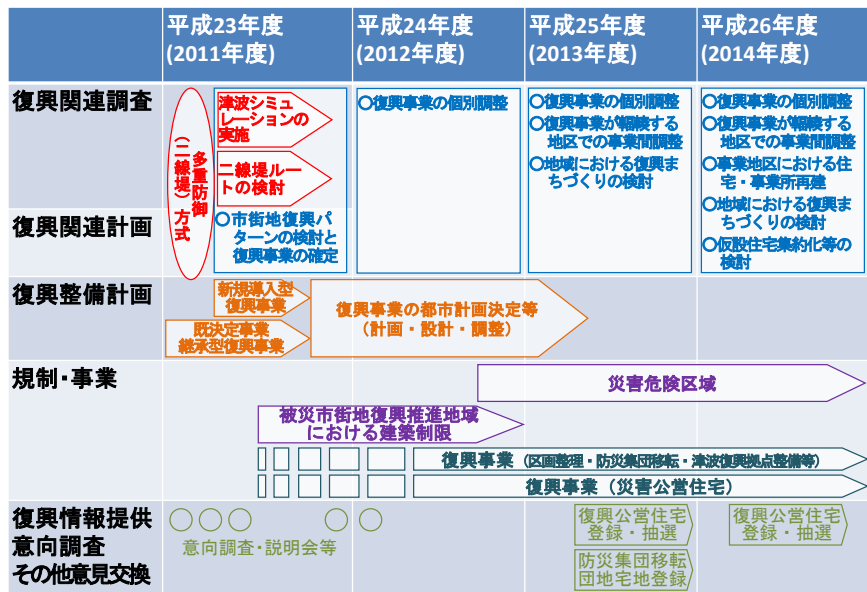 平成23年度
(2011年度)
平成24年度
(2012年度)
平成25年度
(2013年度)
平成26年度
(2014年度)
復興関連調査
復興関連計画
多重防御
(二線堤)方式
津波シミュ
レーションの
実施
二線堤ルー
トの検討
〇市街地復興パ
ターンの検討と
復興事業の確定
〇復興事業の個別調整
〇復興事業の個別調整
〇復興事業が輻輳する
地区での事業間調整
〇地域における復興ま
ちづくりの検討
〇復興事業の個別調整
〇復興事業が輻輳する
地区での事業間調整
〇事業地区における住
宅・事業所再建
〇地域における復興ま
ちづくりの検討
〇仮設住宅集約化等の
検討
復興整備計画
新規導入型
復興事業
既決定事業
継承型復興事業
復興事業の都市計画決定等
(計画・設計・調整)
規制・事業
災害危険区域
被災市街地復興推進地域
における建築制限
復興事業(区画整理・防災集団移転・津波復興拠点整備等)
復興事業(災害公営住宅)
復興情報提供
意向調査
その他意見交換
意向調査・説明会等
復興公営住宅
登録・抽選
防災集団移転
団地宅地登録
復興公営住宅
登録・抽選